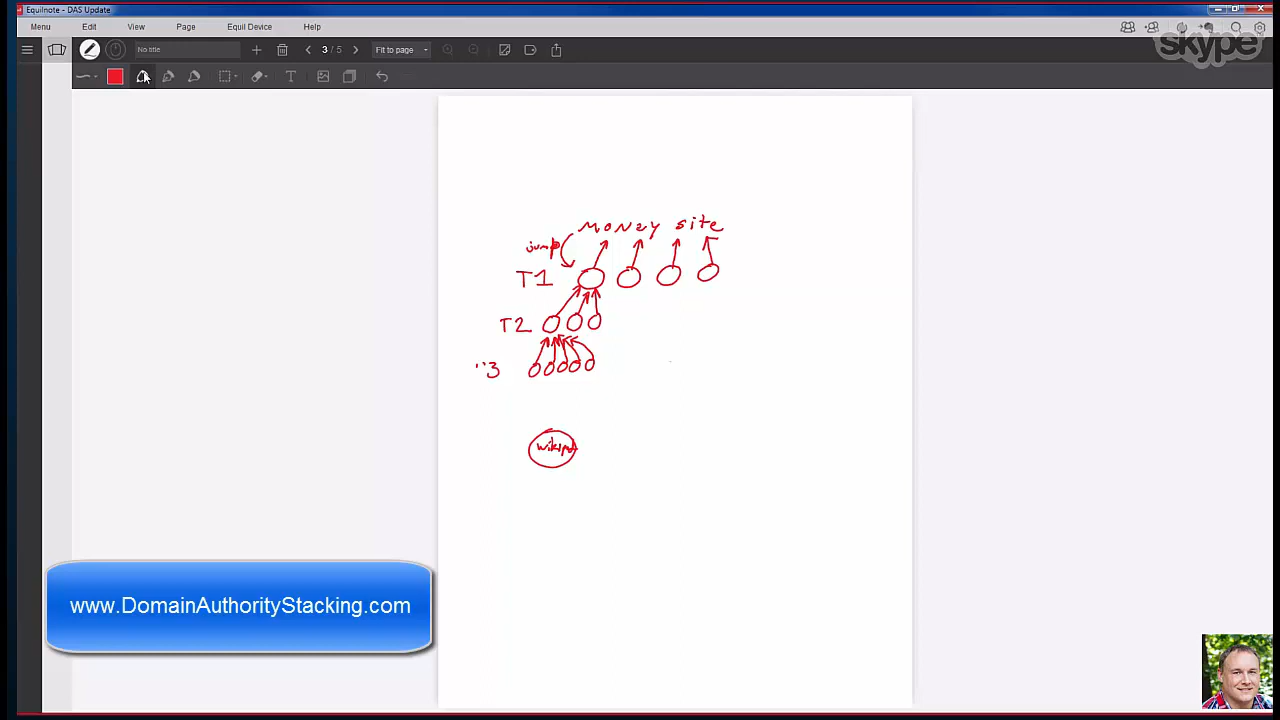 Equilnote - DAS Update
Menu Edit View Page Equil Device Help
skype
No title 3 / 5 Fit to page
T
Money site
jump
T1
T2
"3
www.DomainAuthorityStacking.com